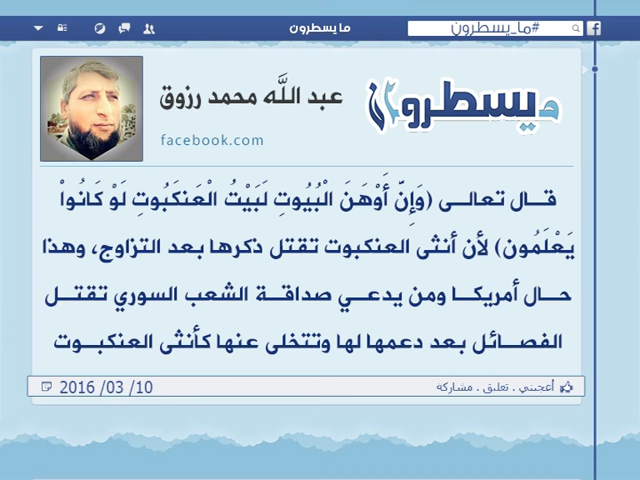 ما يسطرون
#ما_يسطرون
ما يسطرون
عبد الله محمد رزوق
facebook.com
قال تعالى (وَإِنَّ أَوْهَنَ الْبُيُوتِ لَبَيْتُ الْعَنكَبُوتِ لَوْ كَانُواْ
يَعْلَمُون) لأن أنثى العنكبوت تقتل ذكرها بعد التزاوج، وهذا
حال أمريكا ومن يدعي صداقة الشعب السوري تقتل
الفصائل بعد دعمها لها وتتخلى عنها كأنثى العنكبوت
أعجبني . تعليق . مشاركة
2016 /03 /10